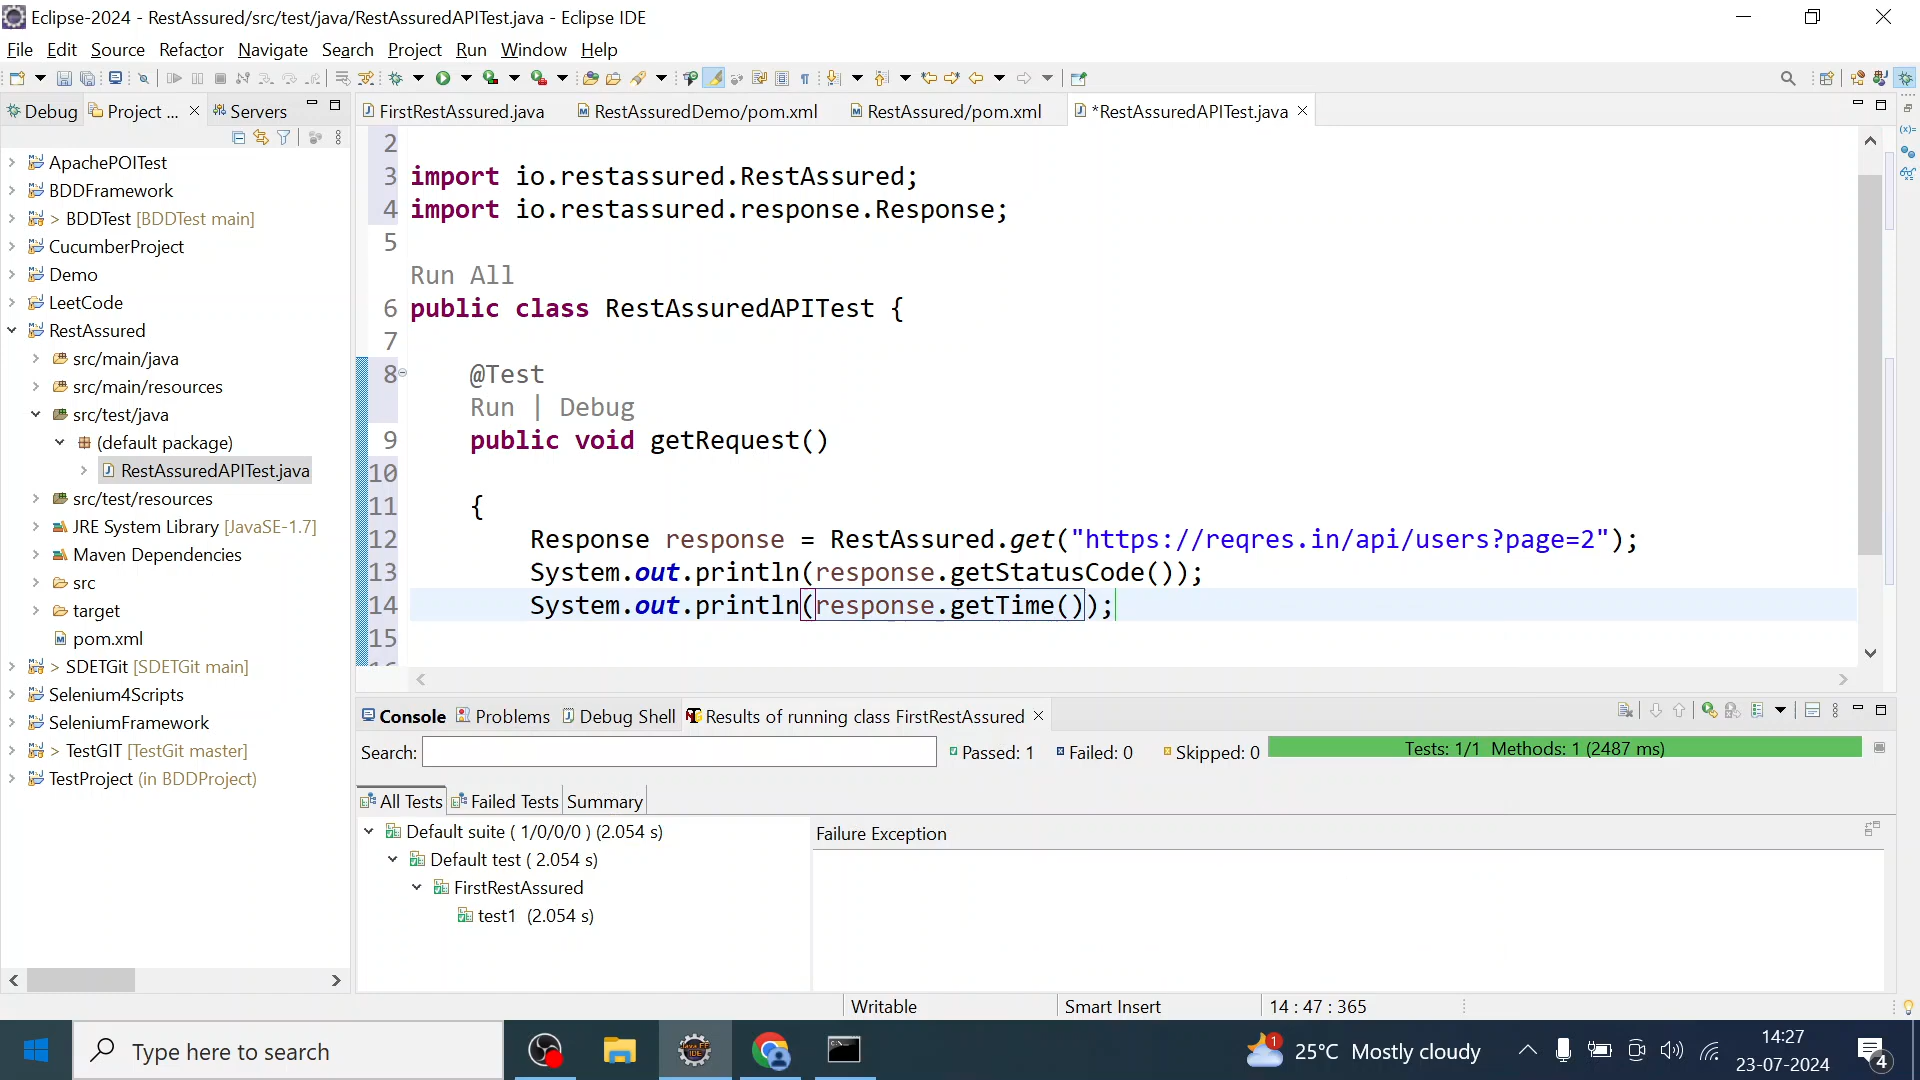 Eclipse-2024 - RestAssured/src/test/java/RestAssuredAPITest.java - Eclipse IDE
File Edit Source Refactor Navigate Search Project Run Window Help
Debug Project ... Servers
FirstRestAssured.java RestAssuredDemo/pom.xml RestAssured/pom.xml *RestAssuredAPITest.java
ApachePOITest
BDDFramework
> BDDTest [BDDTest main]
CucumberProject
Demo
LeetCode
RestAssured
src/main/java
src/main/resources
src/test/java
(default package)
RestAssuredAPITest.java
src/test/resources
JRE System Library [JavaSE-1.7]
Maven Dependencies
src
target
pom.xml
> SDETGit [SDETGit main]
Selenium4Scripts
SeleniumFramework
> TestGIT [TestGit master]
TestProject (in BDDProject)
2
3 import io.restassured.RestAssured;
4 import io.restassured.response.Response;
5
Run All
6 public class RestAssuredAPITest {
7
8 @Test
Run | Debug
9 public void getRequest()
10
11 {
12 Response response = RestAssured.get("https://reqres.in/api/users?page=2");
13 System.out.println(response.getStatusCode());
14 System.out.println(response.getTime());
15
Console Problems Debug Shell Results of running class FirstRestAssured
Search: Passed: 1 Failed: 0 Skipped: 0 Tests: 1/1 Methods: 1 (2487 ms)
All Tests Failed Tests Summary
Default suite ( 1/0/0/0 ) (2.054 s)
Default test ( 2.054 s)
FirstRestAssured
test1 (2.054 s)
Failure Exception
Writable Smart Insert 14 : 47 : 365
Type here to search
1
25°C Mostly cloudy
14:27
23-07-2024
4